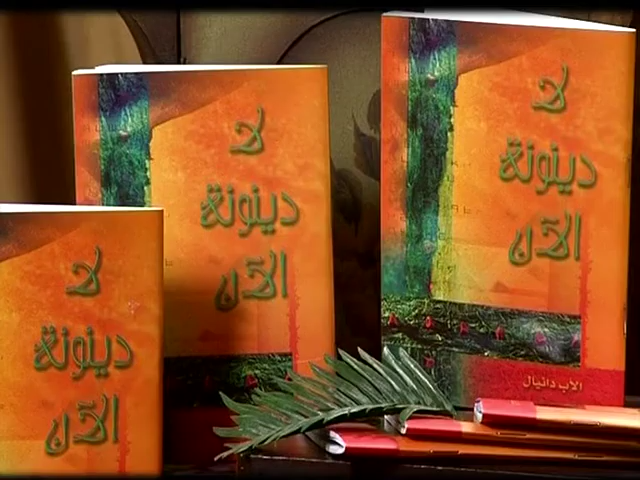 لا
دينونة
الآن
لا
دينونة
الآن
لا
دينونة
الآن
الأب دانيال